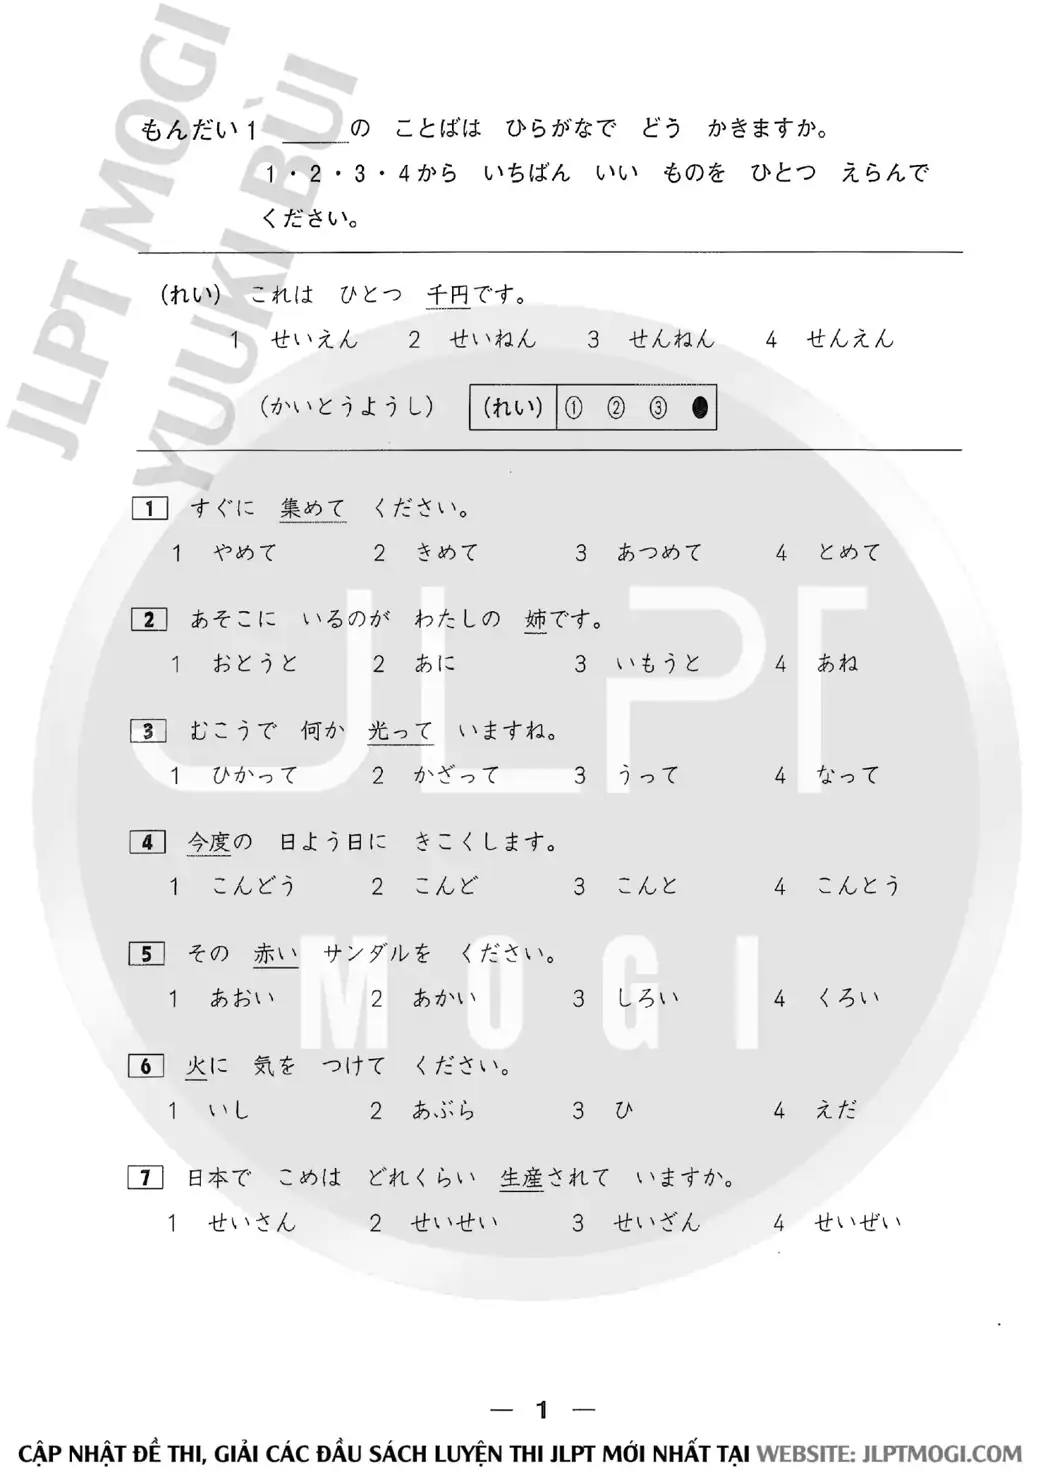 もんだい1 ＿＿＿の ことばは ひらがなで どう かきますか。
1・2・3・4から いちばん いい ものを ひとつ えらんで
ください。
(れい) これは ひとつ 千円です。
1 せいえん 2 せいねん 3 せんねん 4 せんえん
(かいとうようし) (れい) ① ② ③ ●
1 すぐに 集めて ください。
1 やめて 2 きめて 3 あつめて 4 とめて
2 あそこに いるのが わたしの 姉です。
1 おとうと 2 あに 3 いもうと 4 あね
3 むこうで 何か 光って いますね。
1 ひかって 2 かざって 3 うって 4 なって
4 今度の 日よう日に きこくします。
1 こんどう 2 こんど 3 こんと 4 こんとう
5 その 赤い サンダルを ください。
1 あおい 2 あかい 3 しろい 4 くろい
6 火に 気を つけて ください。
1 いし 2 あぶら 3 ひ 4 えだ
7 日本で こめは どれくらい 生産されて いますか。
1 せいさん 2 せいせい 3 せいざん 4 せいぜい
— 1 —
CẬP NHẬT ĐỀ THI, GIẢI CÁC ĐẦU SÁCH LUYỆN THI JLPT MỚI NHẤT TẠI WEBSITE: JLPTMOGI.COM
JLPT MOGI
YUUKI BÙI
JLPT
MOGI